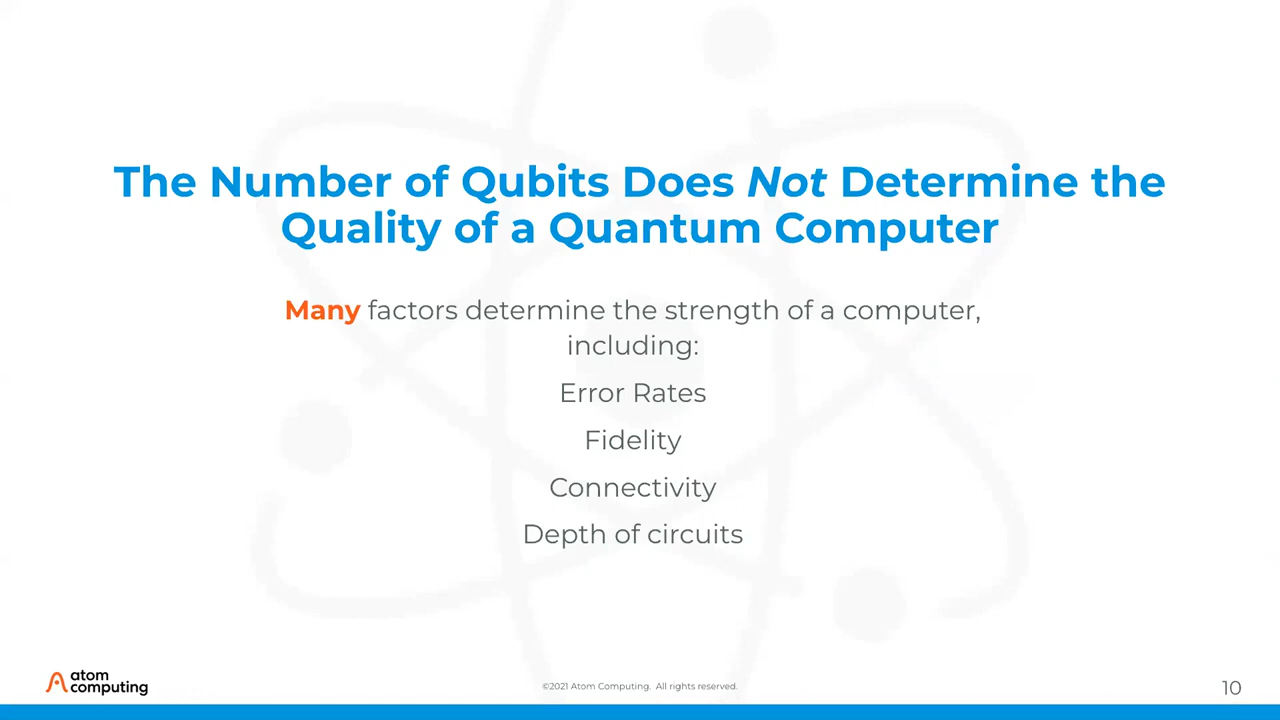 The Number of Qubits Does Not Determine the
Quality of a Quantum Computer
Many factors determine the strength of a computer,
including:
Error Rates
Fidelity
Connectivity
Depth of circuits
atom
computing
©2021 Atom Computing. All rights reserved.
10